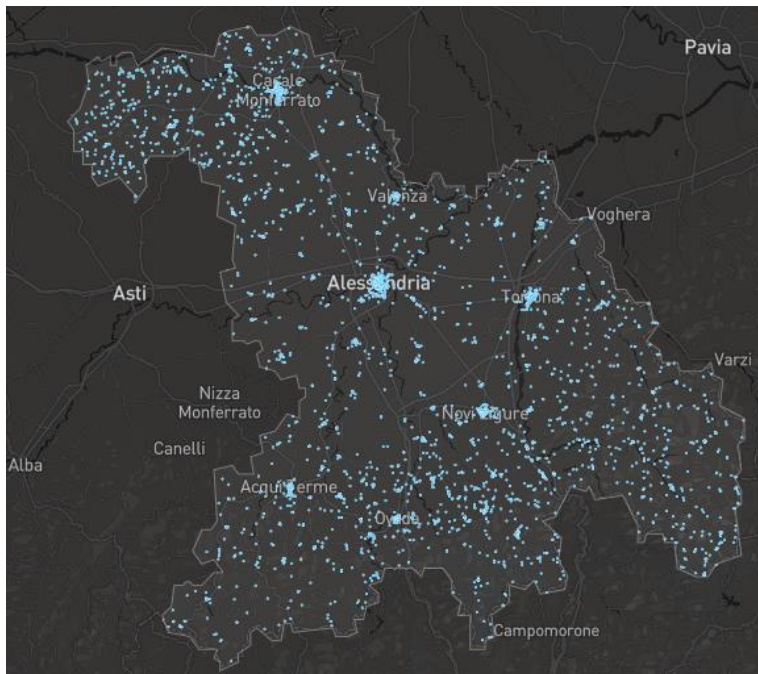 Pavia
Casale
Monferrato
Valenza
Voghera
Alessandria
Asti
Tortona
Varzi
Nizza
Monferrato
Novi Ligure
Canelli
Alba
Acqui Terme
Ovada
Campomorone